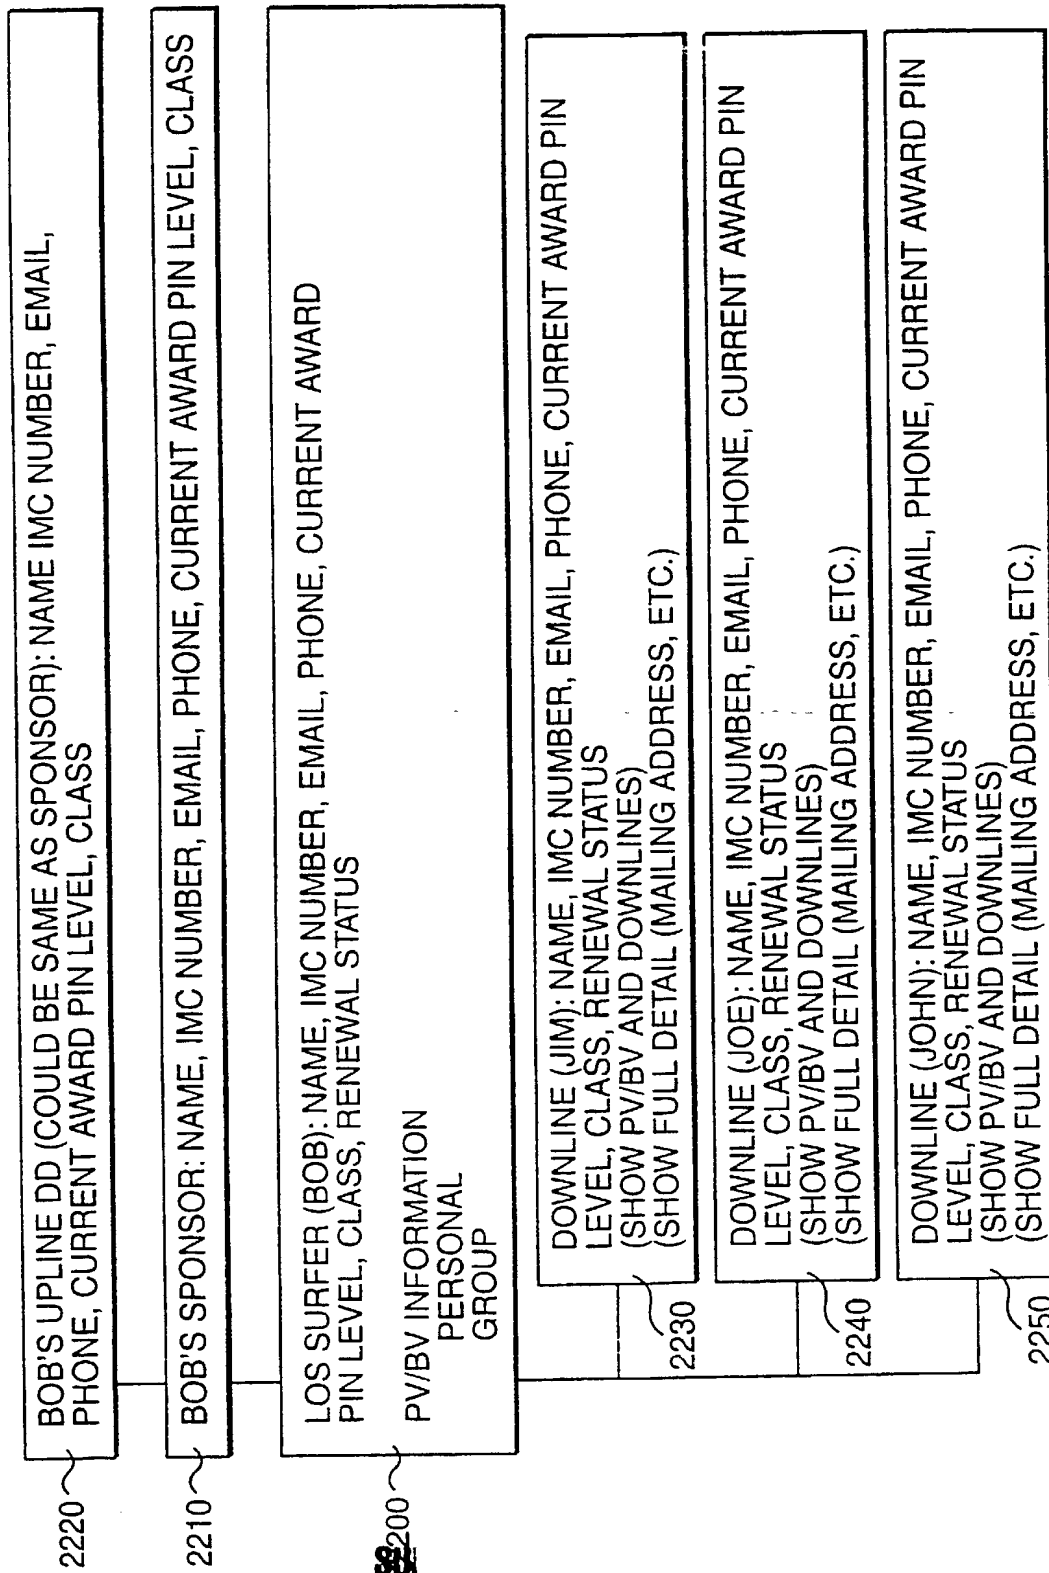 BOB'S UPLINE DD (COULD BE SAME AS SPONSOR): NAME IMC NUMBER, EMAIL,
PHONE, CURRENT AWARD PIN LEVEL, CLASS
2220
BOB'S SPONSOR: NAME, IMC NUMBER, EMAIL, PHONE, CURRENT AWARD PIN LEVEL, CLASS
2210
LOS SURFER (BOB): NAME, IMC NUMBER, EMAIL, PHONE, CURRENT AWARD
PIN LEVEL, CLASS, RENEWAL STATUS
PV/BV INFORMATION
PERSONAL
GROUP
2200
DOWNLINE (JIM): NAME, IMC NUMBER, EMAIL, PHONE, CURRENT AWARD PIN
LEVEL, CLASS, RENEWAL STATUS
(SHOW PV/BV AND DOWNLINES)
(SHOW FULL DETAIL (MAILING ADDRESS, ETC.)
2230
DOWNLINE (JOE): NAME, IMC NUMBER, EMAIL, PHONE, CURRENT AWARD PIN
LEVEL, CLASS, RENEWAL STATUS
(SHOW PV/BV AND DOWNLINES)
(SHOW FULL DETAIL (MAILING ADDRESS, ETC.)
2240
DOWNLINE (JOHN): NAME, IMC NUMBER, EMAIL, PHONE, CURRENT AWARD PIN
LEVEL, CLASS, RENEWAL STATUS
(SHOW PV/BV AND DOWNLINES)
(SHOW FULL DETAIL (MAILING ADDRESS, ETC.)
2250